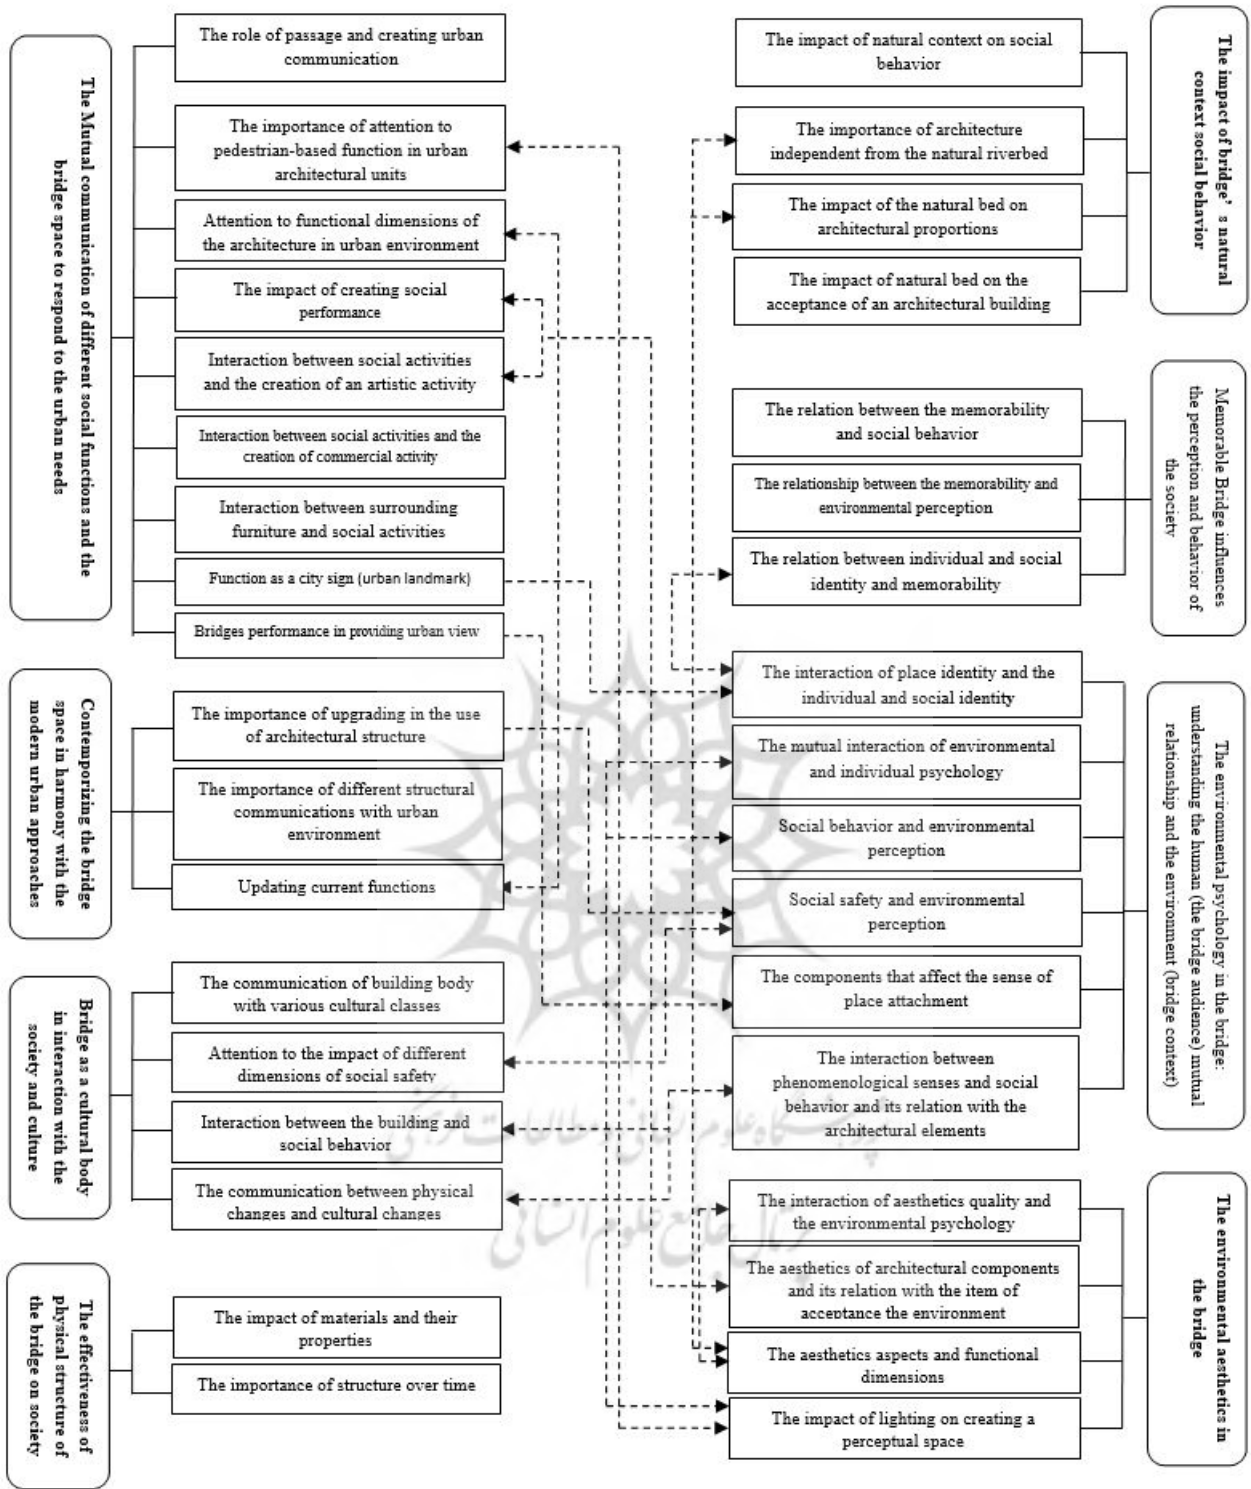 The Mutual communication of different social functions and the
bridge space to respond to the urban needs
The role of passage and creating urban
communication
The importance of attention to
pedestrian-based function in urban
architectural units
Attention to functional dimensions of
the architecture in urban environment
The impact of creating social
performance
Interaction between social activities
and the creation of an artistic activity
Interaction between social activities and the
creation of commercial activity
Interaction between surrounding
furniture and social activities
Function as a city sign (urban landmark)
Bridges performance in providing urban view
Contemporizing the bridge
space in harmony with the
modern urban approaches
The importance of upgrading in the use
of architectural structure
The importance of different structural
communications with urban
environment
Updating current functions
Bridge as a cultural body
in interaction with the
society and culture
The communication of building body
with various cultural classes
Attention to the impact of different
dimensions of social safety
Interaction between the building and
social behavior
The communication between physical
changes and cultural changes
The effectiveness of
physical structure of
the bridge on society
The impact of materials and their
properties
The importance of structure over time
The impact of bridge's natural
context social behavior
The impact of natural context on social
behavior
The importance of architecture
independent from the natural riverbed
The impact of the natural bed on
architectural proportions
The impact of natural bed on the
acceptance of an architectural building
Memorable Bridge influences
the perception and behavior of
the society
The relation between the memorability
and social behavior
The relationship between the memorability and
environmental perception
The relation between individual and social
identity and memorability
The environmental psychology in the bridge:
understanding the human (the bridge audience) mutual
relationship and the environment (bridge context)
The interaction of place identity and the
individual and social identity
The mutual interaction of environmental
and individual psychology
Social behavior and environmental
perception
Social safety and environmental
perception
The components that affect the sense of
place attachment
The interaction between
phenomenological senses and social
behavior and its relation with the
architectural elements
The environmental aesthetics in
the bridge
The interaction of aesthetics quality and
the environmental psychology
The aesthetics of architectural components
and its relation with the item of
acceptance the environment
The aesthetics aspects and functional
dimensions
The impact of lighting on creating a
perceptual space
پژوهشگاه علوم انسانی و مطالعات فرهنگی
پرتال جامع علوم انسانی